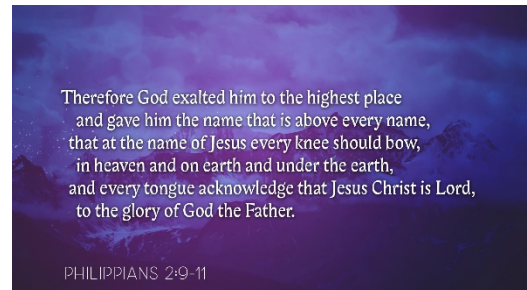 Therefore God exalted him to the highest place
and gave him the name that is above every name,
that at the name of Jesus every knee should bow,
in heaven and on earth and under the earth,
and every tongue acknowledge that Jesus Christ is Lord,
to the glory of God the Father.
PHILIPPIANS 2:9-11